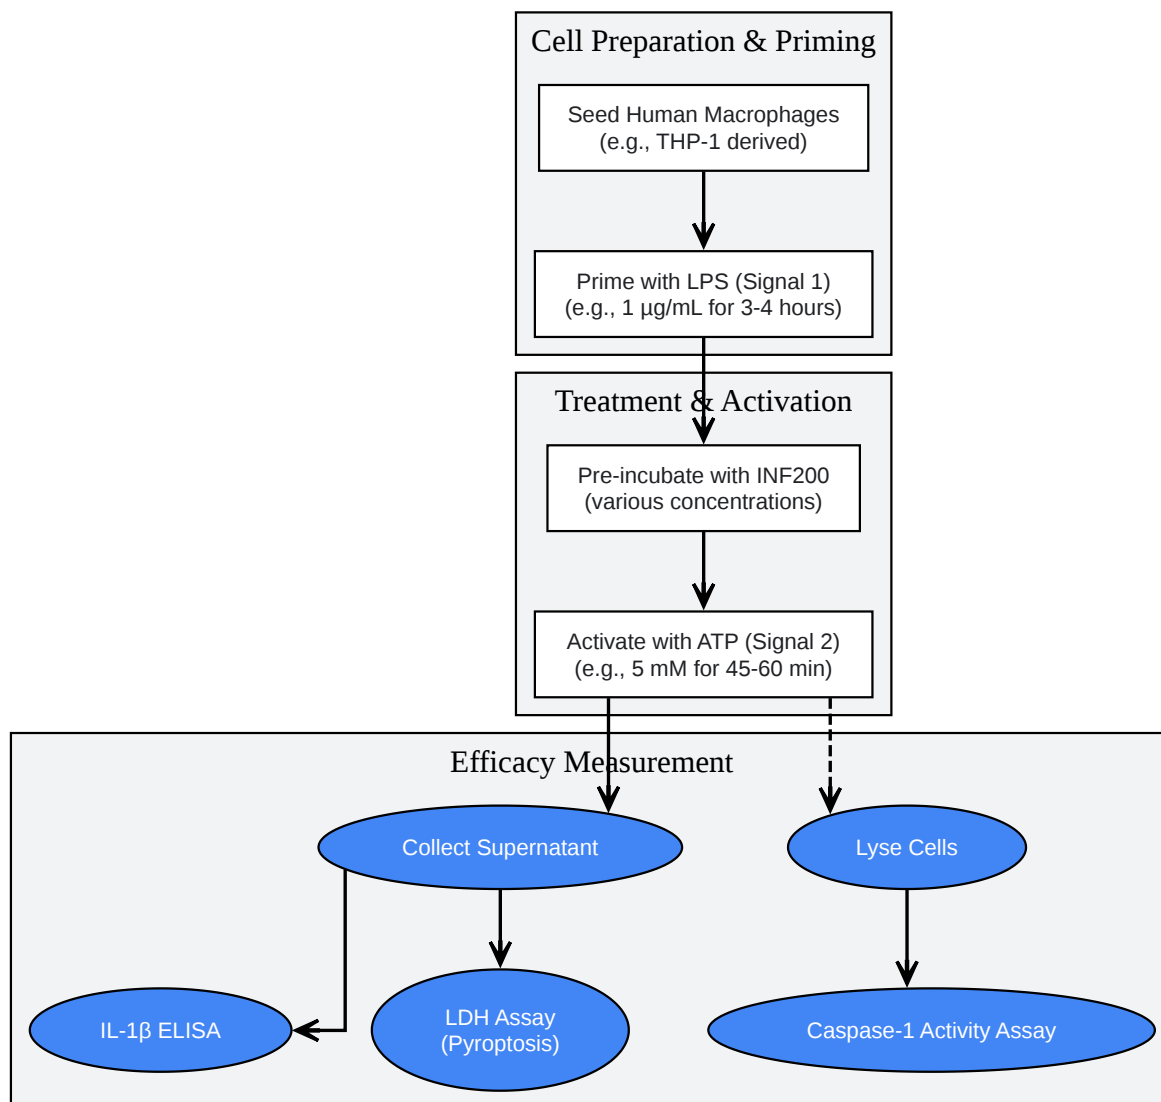 Cell Preparation & Priming
Seed Human Macrophages
(e.g., THP-1 derived)
Prime with LPS (Signal 1)
(e.g., 1 µg/mL for 3-4 hours)
Treatment & Activation
Pre-incubate with INF200
(various concentrations)
Activate with ATP (Signal 2)
(e.g., 5 mM for 45-60 min)
Efficacy Measurement
Collect Supernatant
Lyse Cells
IL-1β ELISA
LDH Assay
(Pyroptosis)
Caspase-1 Activity Assay